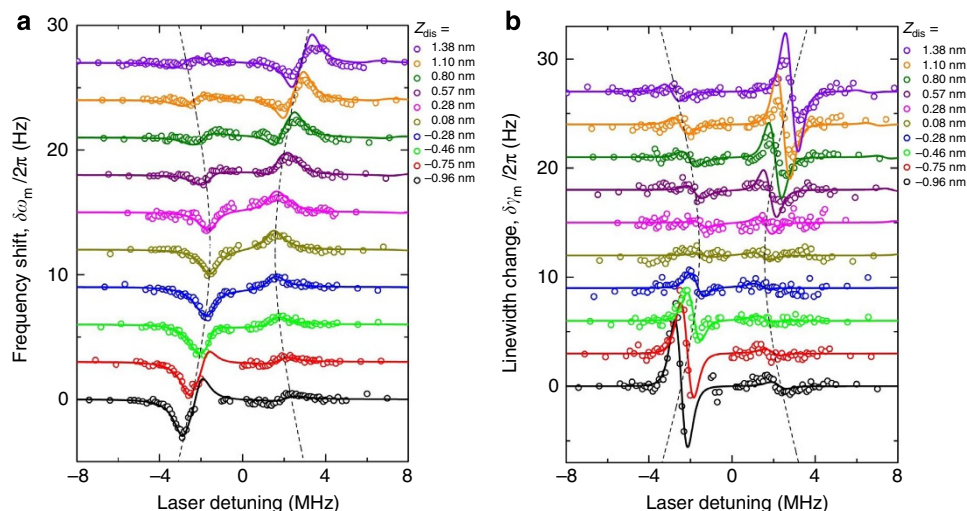 a
Frequency shift, δωm /2π (Hz)
30
20
10
0
−8
−4
0
4
8
Laser detuning (MHz)
Zdis =
1.38 nm
1.10 nm
0.80 nm
0.57 nm
0.28 nm
0.08 nm
−0.28 nm
−0.46 nm
−0.75 nm
−0.96 nm
b
Linewidth change, δγm /2π (Hz)
30
20
10
0
−8
−4
0
4
8
Laser detuning (MHz)
Zdis =
1.38 nm
1.10 nm
0.80 nm
0.57 nm
0.28 nm
0.08 nm
−0.28 nm
−0.46 nm
−0.75 nm
−0.96 nm